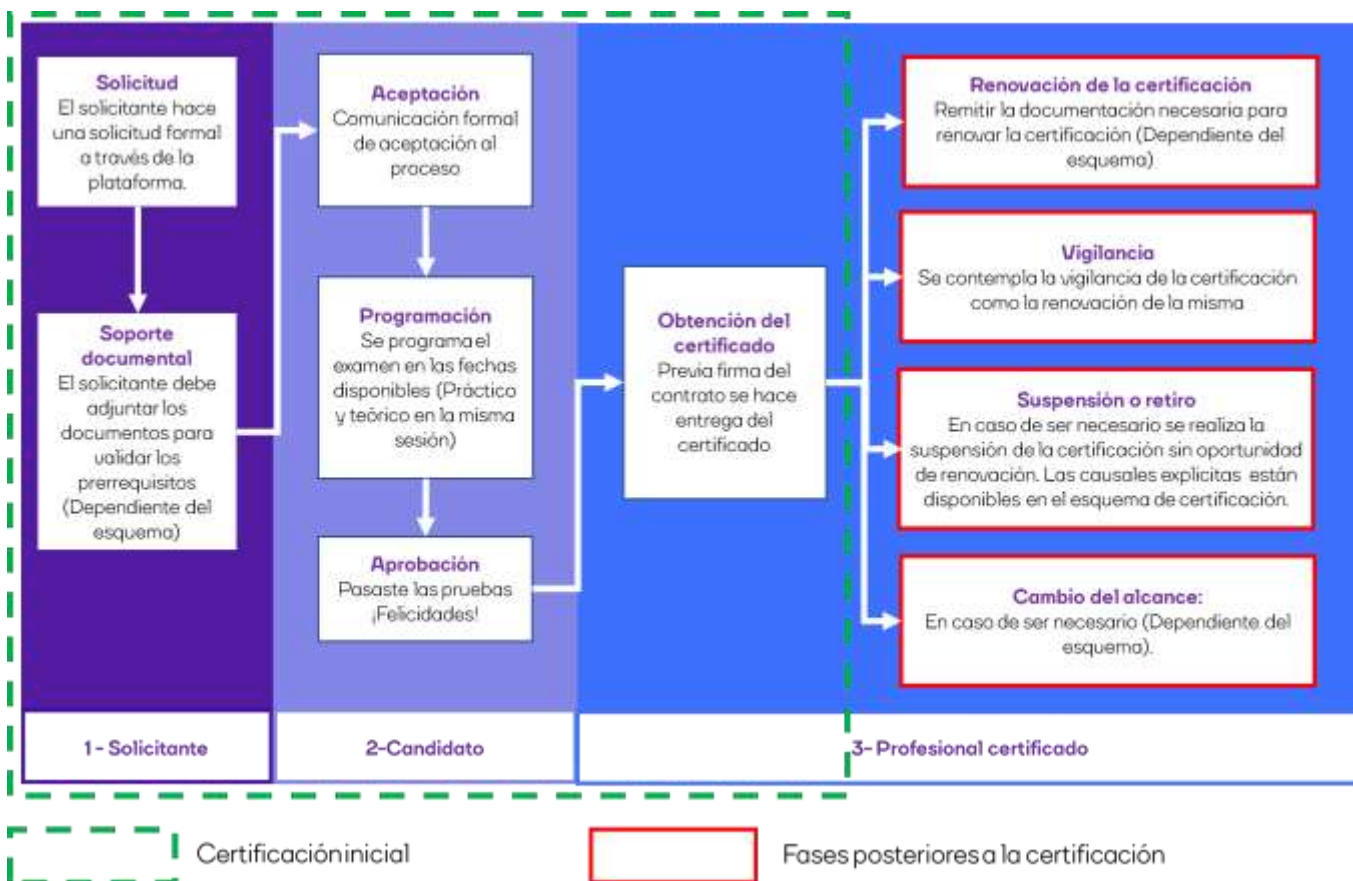 Solicitud
El solicitante hace
una solicitud formal
a través de la
plataforma.
Soporte
documental
El solicitante debe
adjuntar los
documentos para
validar los
prerrequisitos
(Dependiente del
esquema)
Aceptación
Comunicación formal
de aceptación al
proceso
Programación
Se programa el
examen en las fechas
disponibles (Práctico
y teórico en la misma
sesión)
Aprobación
Pasaste las pruebas
¡Felicidades!
Obtención del
certificado
Previa firma del
contrato se hace
entrega del
certificado
Renovación de la certificación
Remitir la documentación necesaria para
renovar la certificación (Dependiente del
esquema)
Vigilancia
Se contempla la vigilancia de la certificación
como la renovación de la misma
Suspensión o retiro
En caso de ser necesario se realiza la
suspensión de la certificación sin oportunidad
de renovación. Las causales explicitas están
disponibles en el esquema de certificación.
Cambio del alcance:
En caso de ser necesario (Dependiente del
esquema).
1 - Solicitante
2-Candidato
3- Profesional certificado
Certificación inicial
Fases posteriores a la certificación